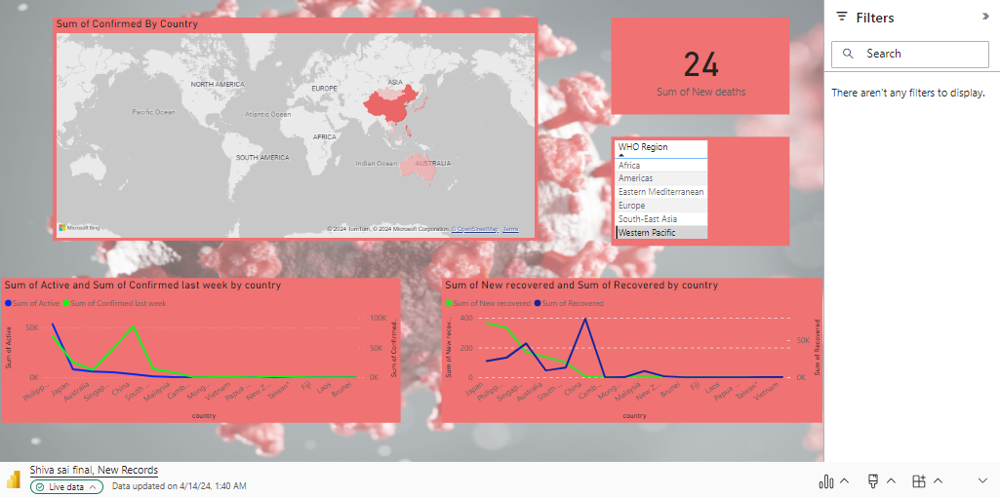 Sum of Confirmed By Country
NORTH AMERICA
EUROPE
ASIA
Pacific Ocean
Atlantic Ocean
AFRICA
SOUTH AMERICA
Indian Ocean
AUSTRALIA
Microsoft Bing
© 2024 TomTom, © 2024 Microsoft Corporation, © OpenStreetMap, Terms
24
Sum of New deaths
WHO Region
Africa
Americas
Eastern Mediterranean
Europe
South-East Asia
Western Pacific
Filters
Search
There aren't any filters to display.
Sum of Active and Sum of Confirmed last week by country
Sum of Active Sum of Confirmed last week
Sum of Active
50K
0K
100K
50K
0K
Sum of Confirmed...
Philipp... Japan Australia Singap... China South ... Malaysia Camb... Mong... Vietnam Papua ... New Z... Taiwan* Fiji Laos Brunei
country
Sum of New recovered and Sum of Recovered by country
Sum of New recovered Sum of Recovered
Sum of New recov...
400
200
0
50K
0K
Sum of Recovered
Japan Philipp... Singap... Australia South ... China Camb... Mong... Malaysia New Z... Brunei Fiji Laos Papua ... Taiwan* Vietnam
country
Shiva sai final, New Records
Live data
Data updated on 4/14/24, 1:40 AM